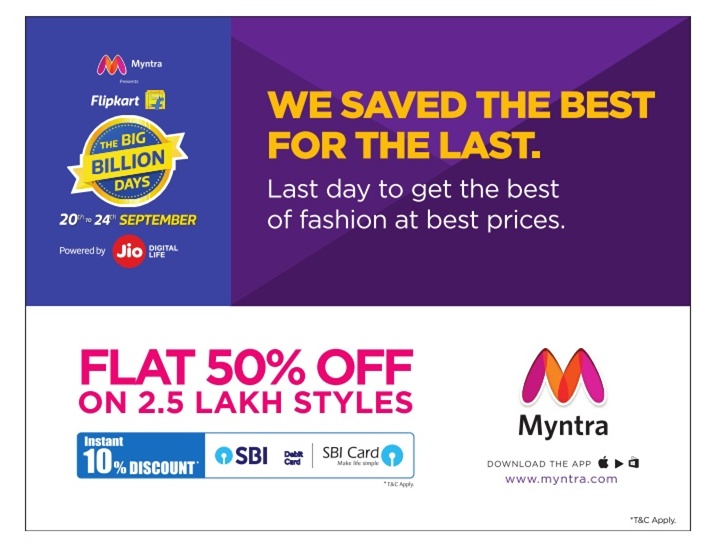 Myntra
Presents
Flipkart
THE BIG
BILLION
DAYS
20TH TO 24TH SEPTEMBER
Powered by Jio DIGITAL
LIFE
WE SAVED THE BEST
FOR THE LAST.
Last day to get the best
of fashion at best prices.
FLAT 50% OFF
ON 2.5 LAKH STYLES
Instant
10% DISCOUNT*
SBI Debit
Card
SBI Card
Make life simple
*T&C Apply.
Myntra
DOWNLOAD THE APP
www.myntra.com
*T&C Apply.